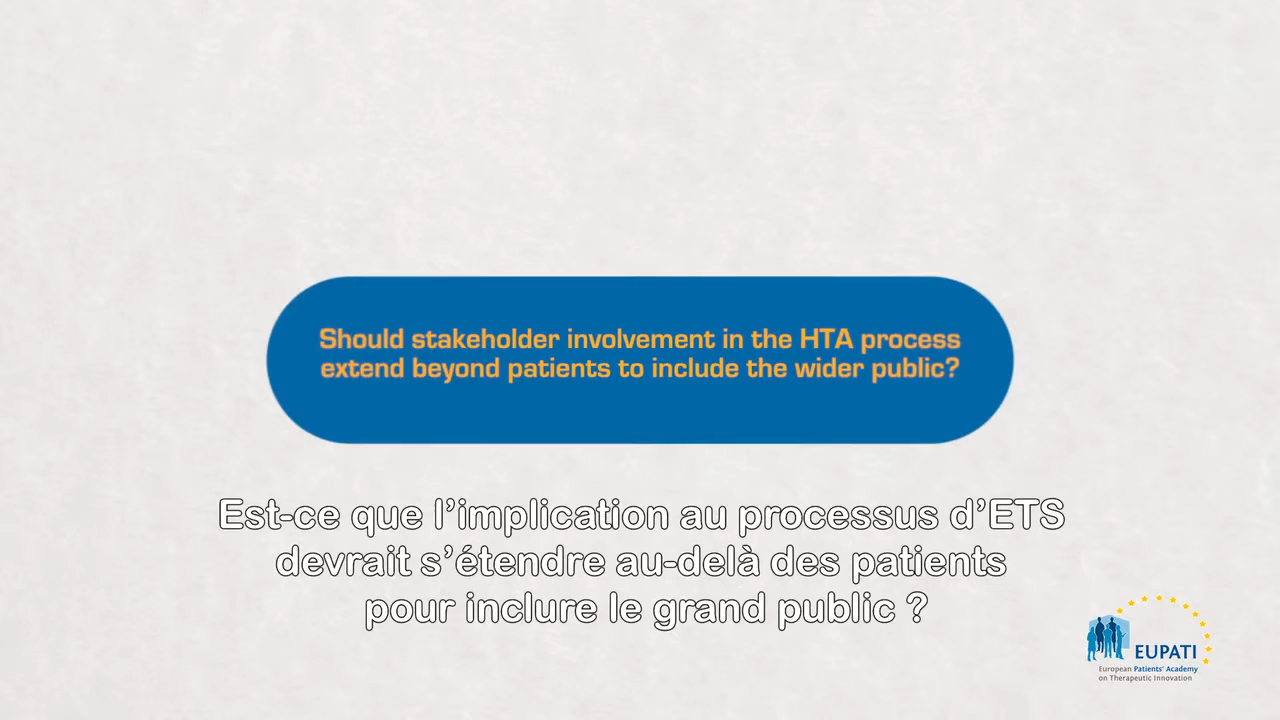 Should stakeholder involvement in the HTA process
extend beyond patients to include the wider public?
Est-ce que l’implication au processus d’ETS
devrait s’étendre au-delà des patients
pour inclure le grand public ?
EUPATI
European Patients’ Academy
on Therapeutic Innovation